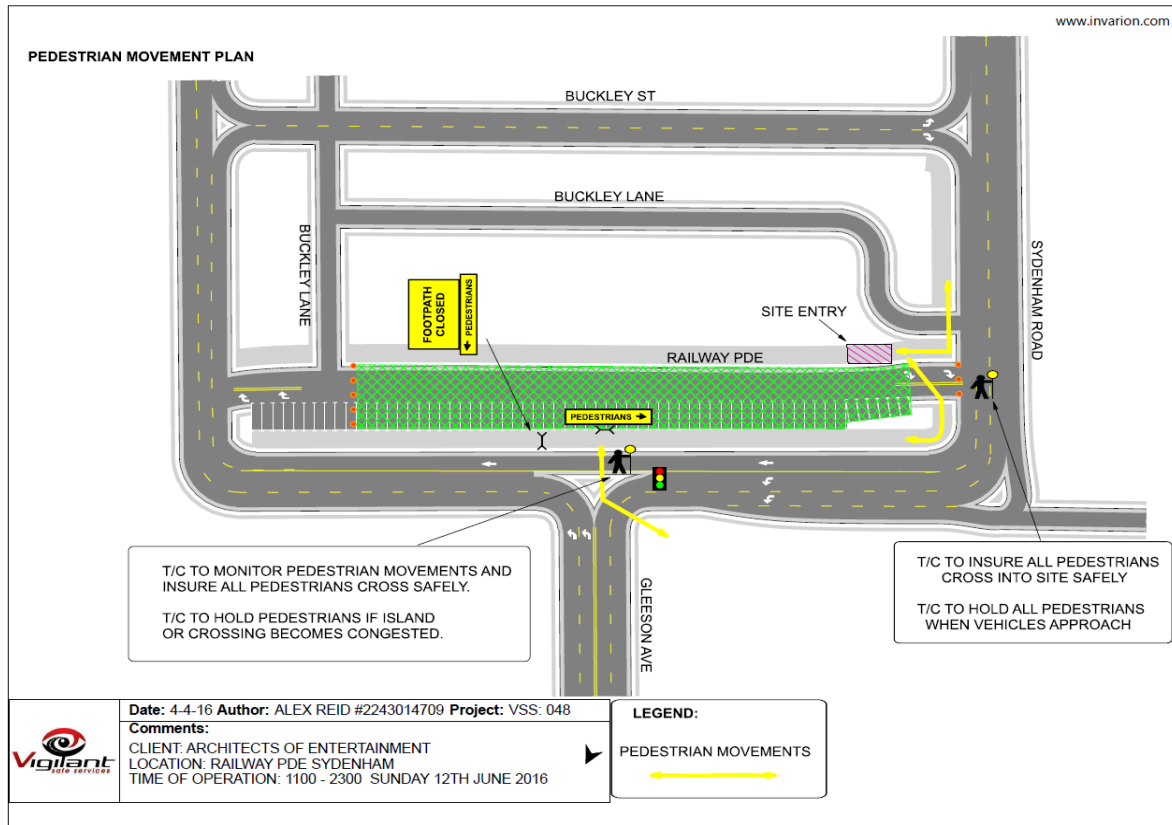 www.invarion.com
PEDESTRIAN MOVEMENT PLAN
BUCKLEY ST
BUCKLEY LANE
BUCKLEY LANE
SYDENHAM ROAD
FOOTPATH
CLOSED
PEDESTRIANS
SITE ENTRY
RAILWAY PDE
PEDESTRIANS
T/C TO MONITOR PEDESTRIAN MOVEMENTS AND
INSURE ALL PEDESTRIANS CROSS SAFELY.
T/C TO HOLD PEDESTRIANS IF ISLAND
OR CROSSING BECOMES CONGESTED.
GLEESON AVE
T/C TO INSURE ALL PEDESTRIANS
CROSS INTO SITE SAFELY
T/C TO HOLD ALL PEDESTRIANS
WHEN VEHICLES APPROACH
Vigilant
safe services
Date: 4-4-16 Author: ALEX REID #2243014709 Project: VSS: 048
Comments:
CLIENT: ARCHITECTS OF ENTERTAINMENT
LOCATION: RAILWAY PDE SYDENHAM
TIME OF OPERATION: 1100 - 2300 SUNDAY 12TH JUNE 2016
LEGEND:
PEDESTRIAN MOVEMENTS